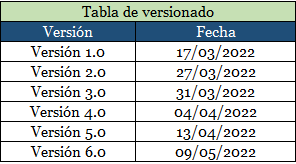 Tabla de versionado
Versión Fecha
Versión 1.0 17/03/2022
Versión 2.0 27/03/2022
Versión 3.0 31/03/2022
Versión 4.0 04/04/2022
Versión 5.0 13/04/2022
Versión 6.0 09/05/2022